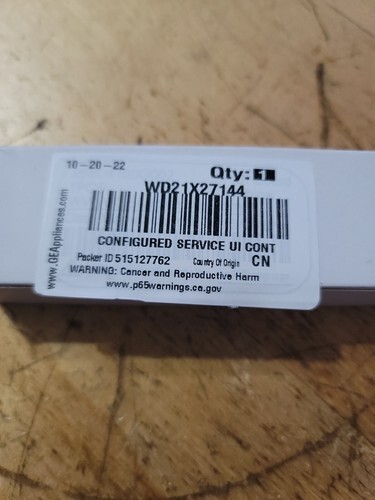 10-20-22
Qty: 1
WD21X27144
CONFIGURED SERVICE UI CONT
Packer ID 515127762 Country Of Origin CN
WARNING: Cancer and Reproductive Harm
www.p65warnings.ca.gov
www.GEAppliances.com